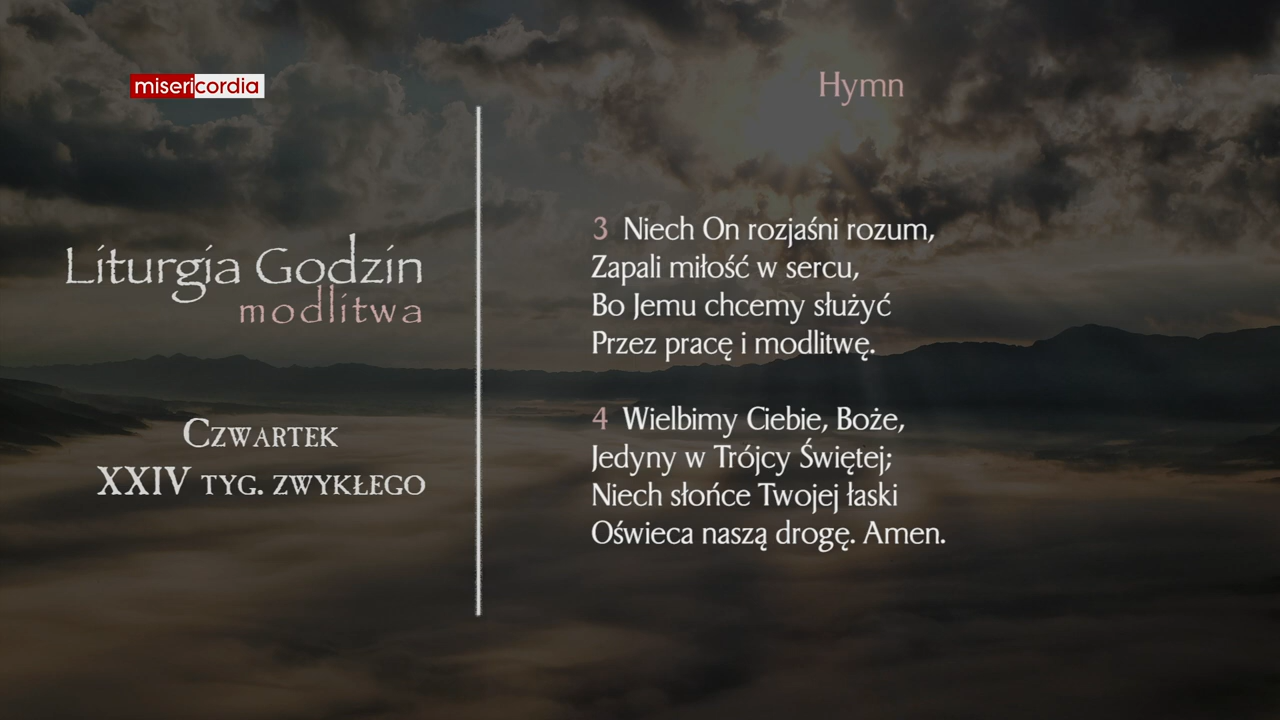 misericordia
Liturgia Godzin
modlitwa
Czwartek
XXIV tyg. zwykłego
Hymn
3 Niech On rozjaśni rozum,
Zapali miłość w sercu,
Bo Jemu chcemy służyć
Przez pracę i modlitwę.
4 Wielbimy Ciebie, Boże,
Jedyny w Trójcy Świętej;
Niech słońce Twojej łaski
Oświeca naszą drogę. Amen.